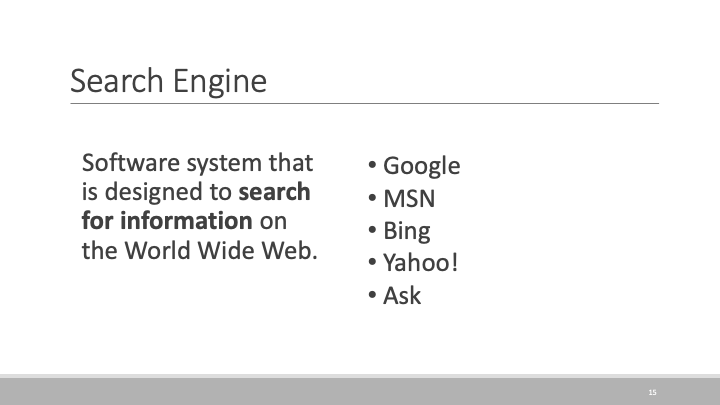 Search Engine
Software system that
is designed to search
for information on
the World Wide Web.
• Google
• MSN
• Bing
• Yahoo!
• Ask
15